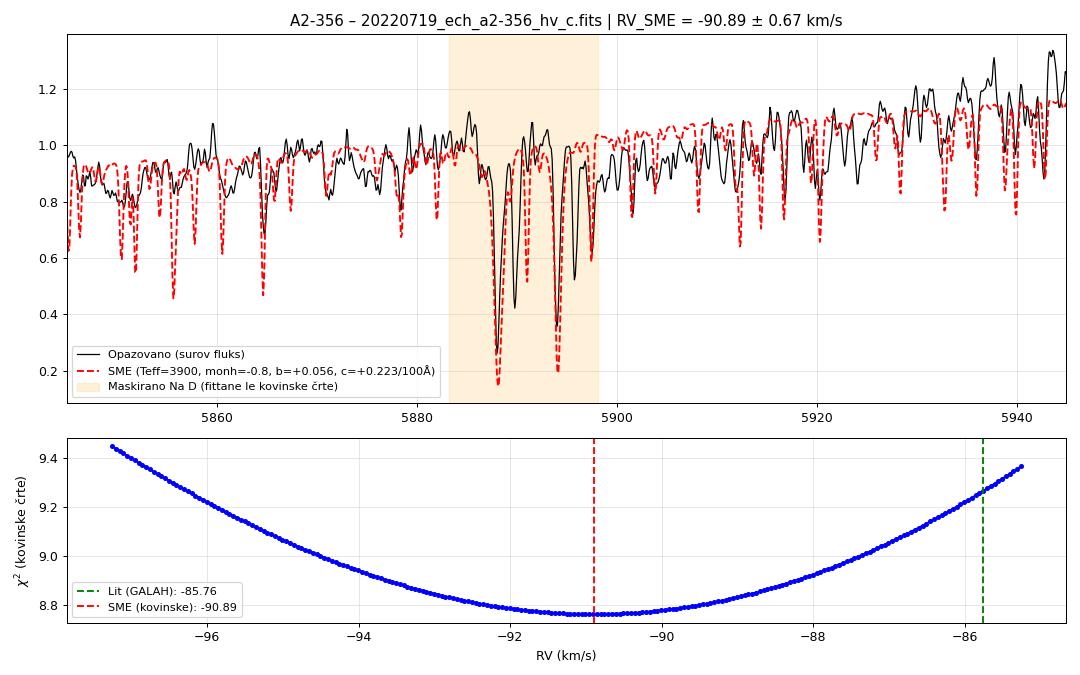 A2-356 – 20220719_ech_a2-356_hv_c.fits | RV_SME = -90.89 ± 0.67 km/s
1.2
1.0
0.8
0.6
0.4
0.2
Opazovano (surov fluks)
SME (Teff=3900, monh=-0.8, b=+0.056, c=+0.223/100Å)
Maskirano Na D (fittane le kovinske črte)
5860 5880 5900 5920 5940
χ² (kovinske črte)
9.4
9.2
9.0
8.8
Lit (GALAH): -85.76
SME (kovinske): -90.89
−96 −94 −92 −90 −88 −86
RV (km/s)